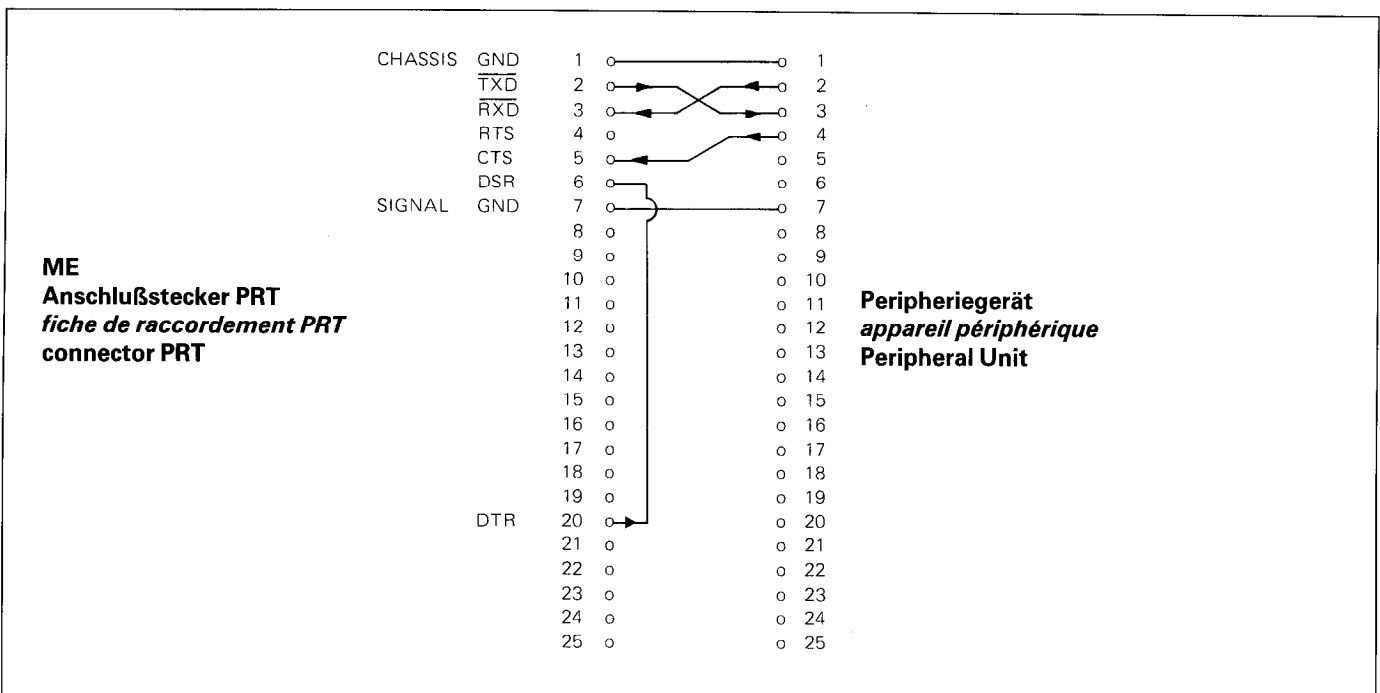 CHASSIS GND 1 1
TXD 2 2
RXD 3 3
RTS 4 4
CTS 5 5
DSR 6 6
SIGNAL GND 7 7
8 8
9 9
10 10
11 11
12 12
13 13
14 14
15 15
16 16
17 17
18 18
19 19
DTR 20 20
21 21
22 22
23 23
24 24
25 25
ME
Anschlußstecker PRT
fiche de raccordement PRT
connector PRT
Peripheriegerät
appareil périphérique
Peripheral Unit